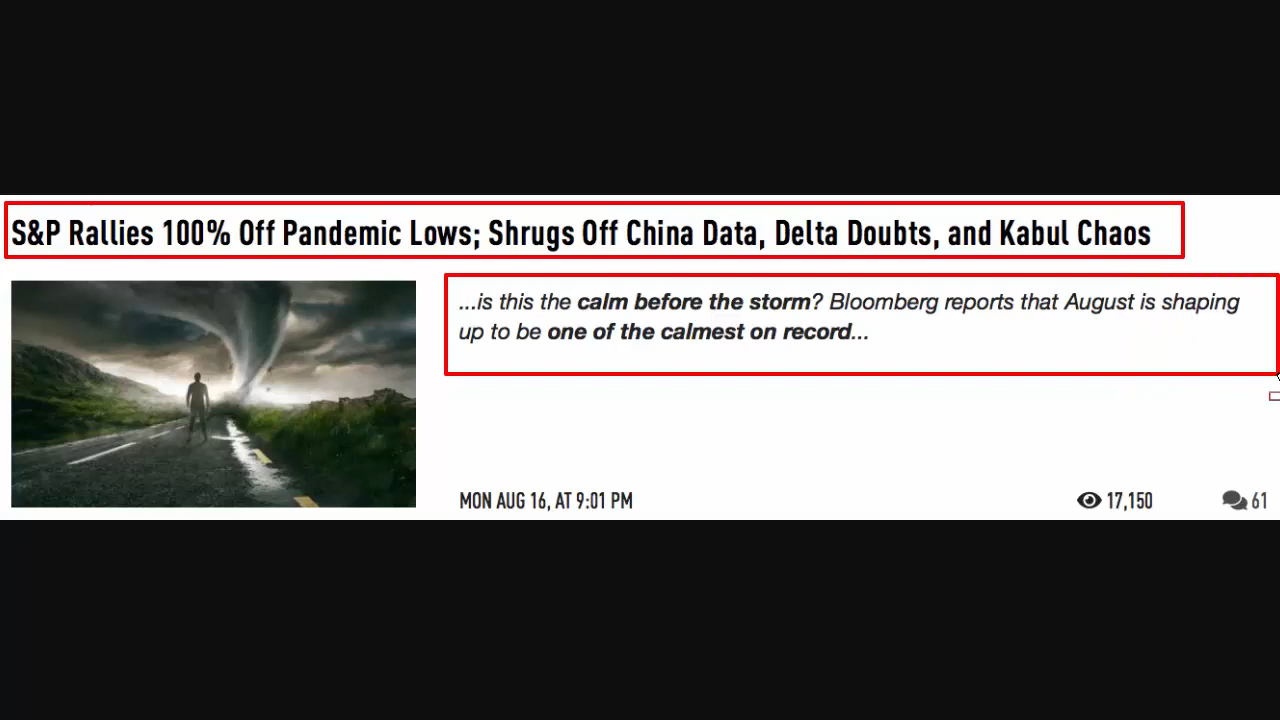 S&P Rallies 100% Off Pandemic Lows; Shrugs Off China Data, Delta Doubts, and Kabul Chaos
...is this the calm before the storm? Bloomberg reports that August is shaping
up to be one of the calmest on record...
MON AUG 16, AT 9:01 PM 17,150 61